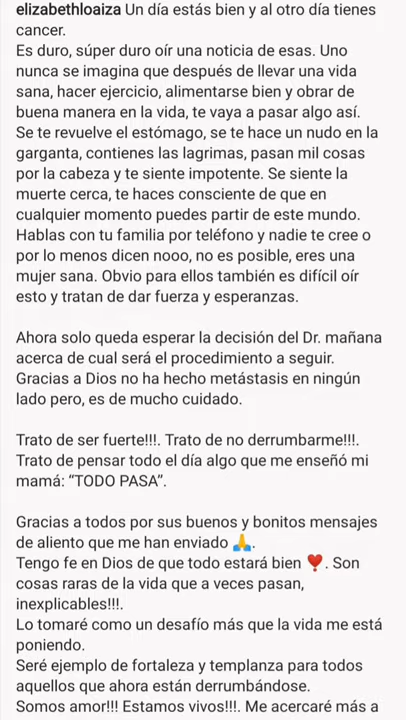 elizabethloaiza Un día estás bien y al otro día tienes
cancer.
Es duro, súper duro oír una noticia de esas. Uno
nunca se imagina que después de llevar una vida
sana, hacer ejercicio, alimentarse bien y obrar de
buena manera en la vida, te vaya a pasar algo así.
Se te revuelve el estómago, se te hace un nudo en la
garganta, contienes las lagrimas, pasan mil cosas
por la cabeza y te siente impotente. Se siente la
muerte cerca, te haces consciente de que en
cualquier momento puedes partir de este mundo.
Hablas con tu familia por teléfono y nadie te cree o
por lo menos dicen nooo, no es posible, eres una
mujer sana. Obvio para ellos también es difícil oír
esto y tratan de dar fuerza y esperanzas.
Ahora solo queda esperar la decisión del Dr. mañana
acerca de cual será el procedimiento a seguir.
Gracias a Dios no ha hecho metástasis en ningún
lado pero, es de mucho cuidado.
Trato de ser fuerte!!!. Trato de no derrumbarme!!!.
Trato de pensar todo el día algo que me enseñó mi
mamá: “TODO PASA”.
Gracias a todos por sus buenos y bonitos mensajes
de aliento que me han enviado 🙏.
Tengo fe en Dios de que todo estará bien ❣️. Son
cosas raras de la vida que a veces pasan,
inexplicables!!!.
Lo tomaré como un desafío más que la vida me está
poniendo.
Seré ejemplo de fortaleza y templanza para todos
aquellos que ahora están derrumbándose.
Somos amor!!! Estamos vivos!!!. Me acercaré más a